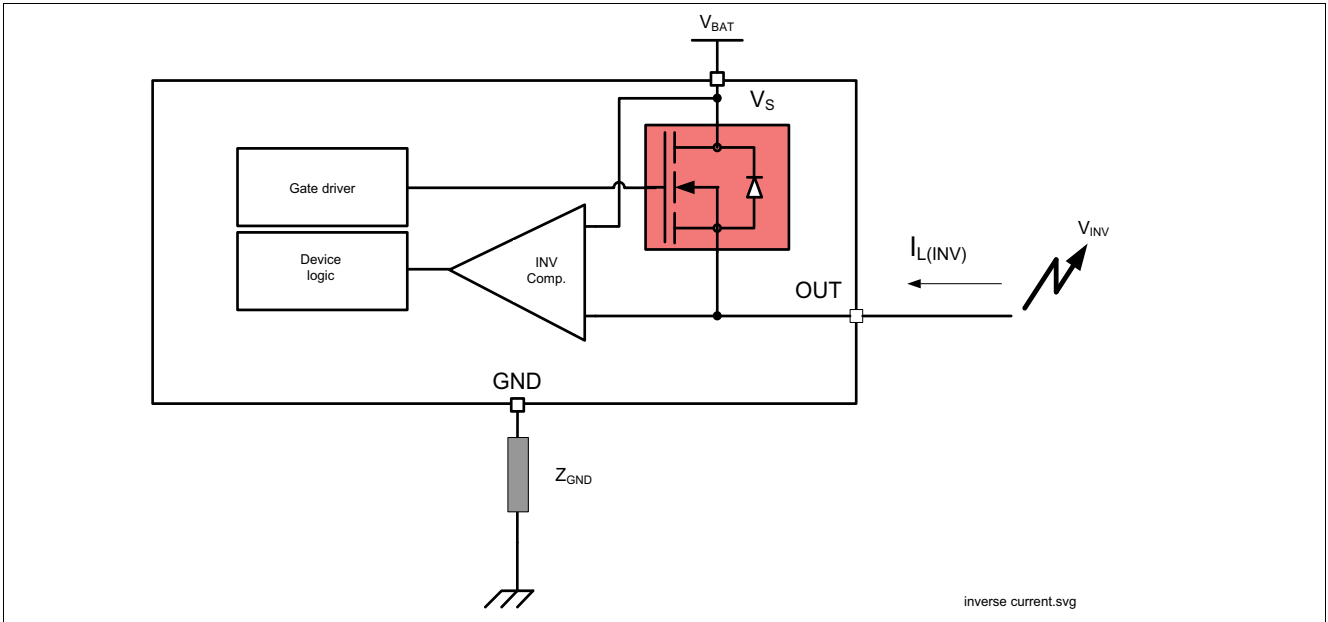 VBAT
VS
Gate driver
Device
logic
INV
Comp.
IL(INV)
VINV
OUT
GND
ZGND
inverse current.svg